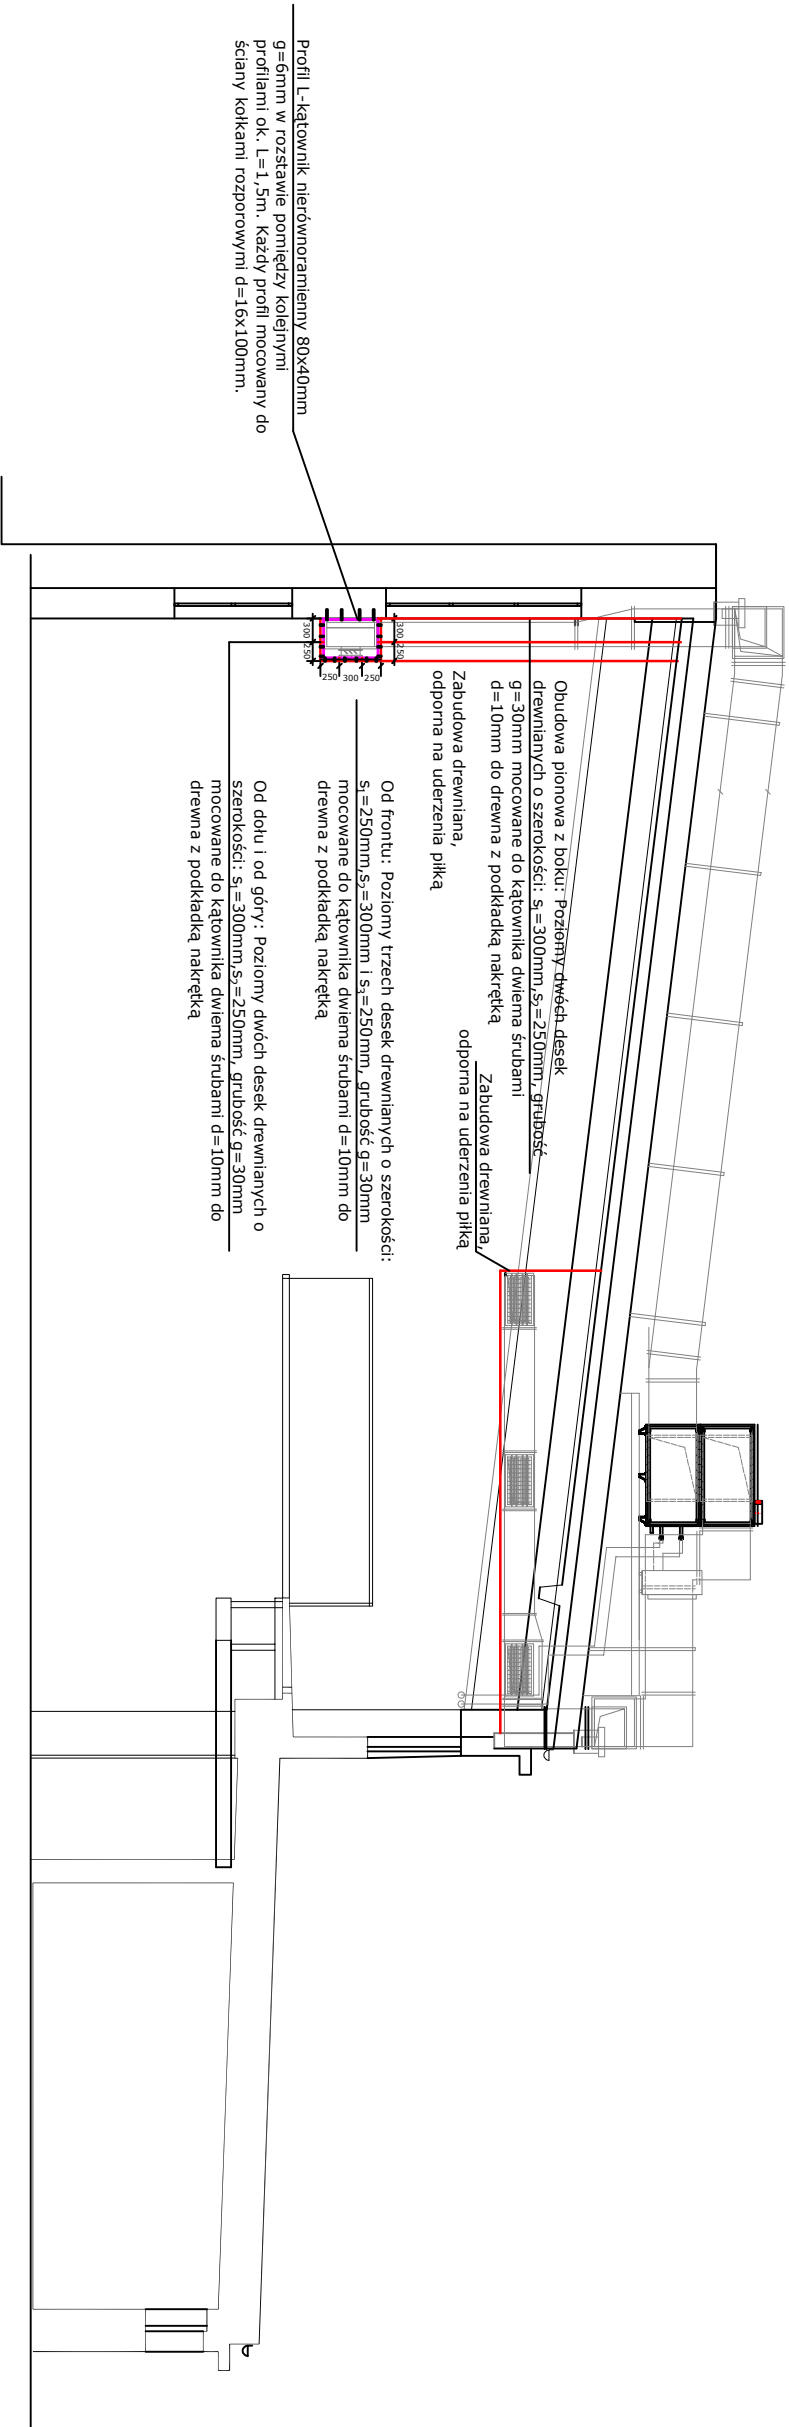 Profil L-kątownik nierównoramienny 80x40mm
g=6mm w rozstawie pomiędzy kolejnymi
profilami ok. L=1,5m. Każdy profil mocowany do
ściany kołkami rozporowymi d=16x100mm.
Obudowa pionowa z boku: Poziomy dwóch desek
drewnianych o szerokości: s₁=300mm,s₂=250mm, grubość
g=30mm mocowane do kątownika dwiema śrubami
d=10mm do drewna z podkładką nakrętką
Zabudowa drewniana,
odporna na uderzenia piłką
Zabudowa drewniana,
odporna na uderzenia piłką
Od frontu: Poziomy trzech desek drewnianych o szerokości:
s₁=250mm,s₂=300mm i s₃=250mm, grubość g=30mm
mocowane do kątownika dwiema śrubami d=10mm do
drewna z podkładką nakrętką
Od dołu i od góry: Poziomy dwóch desek drewnianych o
szerokości: s₁=300mm,s₂=250mm, grubość g=30mm
mocowane do kątownika dwiema śrubami d=10mm do
drewna z podkładką nakrętką
300 250
250 300 250
300 250